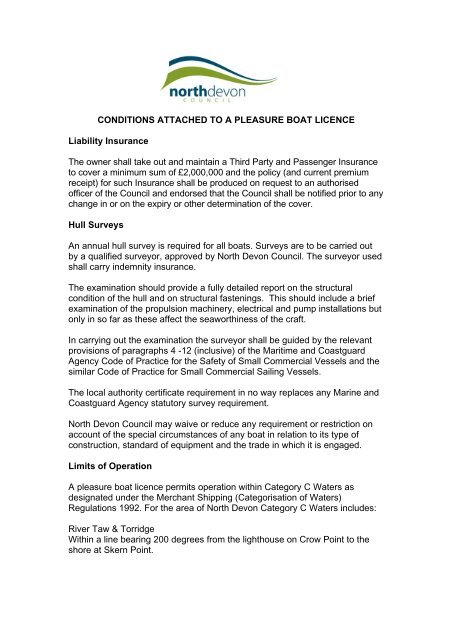 northdevon
COUNCIL
CONDITIONS ATTACHED TO A PLEASURE BOAT LICENCE
Liability Insurance
The owner shall take out and maintain a Third Party and Passenger Insurance
to cover a minimum sum of £2,000,000 and the policy (and current premium
receipt) for such Insurance shall be produced on request to an authorised
officer of the Council and endorsed that the Council shall be notified prior to any
change in or on the expiry or other determination of the cover.
Hull Surveys
An annual hull survey is required for all boats. Surveys are to be carried out
by a qualified surveyor, approved by North Devon Council. The surveyor used
shall carry indemnity insurance.
The examination should provide a fully detailed report on the structural
condition of the hull and on structural fastenings. This should include a brief
examination of the propulsion machinery, electrical and pump installations but
only in so far as these affect the seaworthiness of the craft.
In carrying out the examination the surveyor shall be guided by the relevant
provisions of paragraphs 4 -12 (inclusive) of the Maritime and Coastguard
Agency Code of Practice for the Safety of Small Commercial Vessels and the
similar Code of Practice for Small Commercial Sailing Vessels.
The local authority certificate requirement in no way replaces any Marine and
Coastguard Agency statutory survey requirement.
North Devon Council may waive or reduce any requirement or restriction on
account of the special circumstances of any boat in relation to its type of
construction, standard of equipment and the trade in which it is engaged.
Limits of Operation
A pleasure boat licence permits operation within Category C Waters as
designated under the Merchant Shipping (Categorisation of Waters)
Regulations 1992. For the area of North Devon Category C Waters includes:
River Taw & Torridge
Within a line bearing 200 degrees from the lighthouse on Crow Point to the
shore at Skern Point.